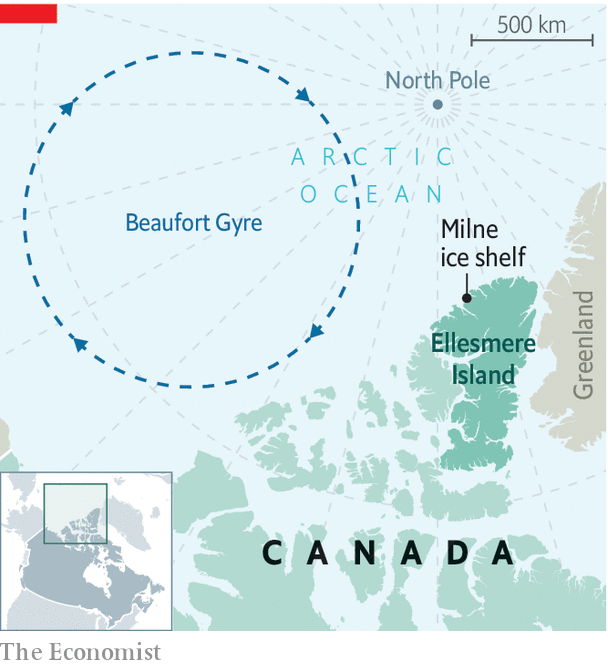 500 km
North Pole
ARCTIC
OCEAN
Beaufort Gyre
Milne
ice shelf
Ellesmere
Island
Greenland
CANADA
The Economist